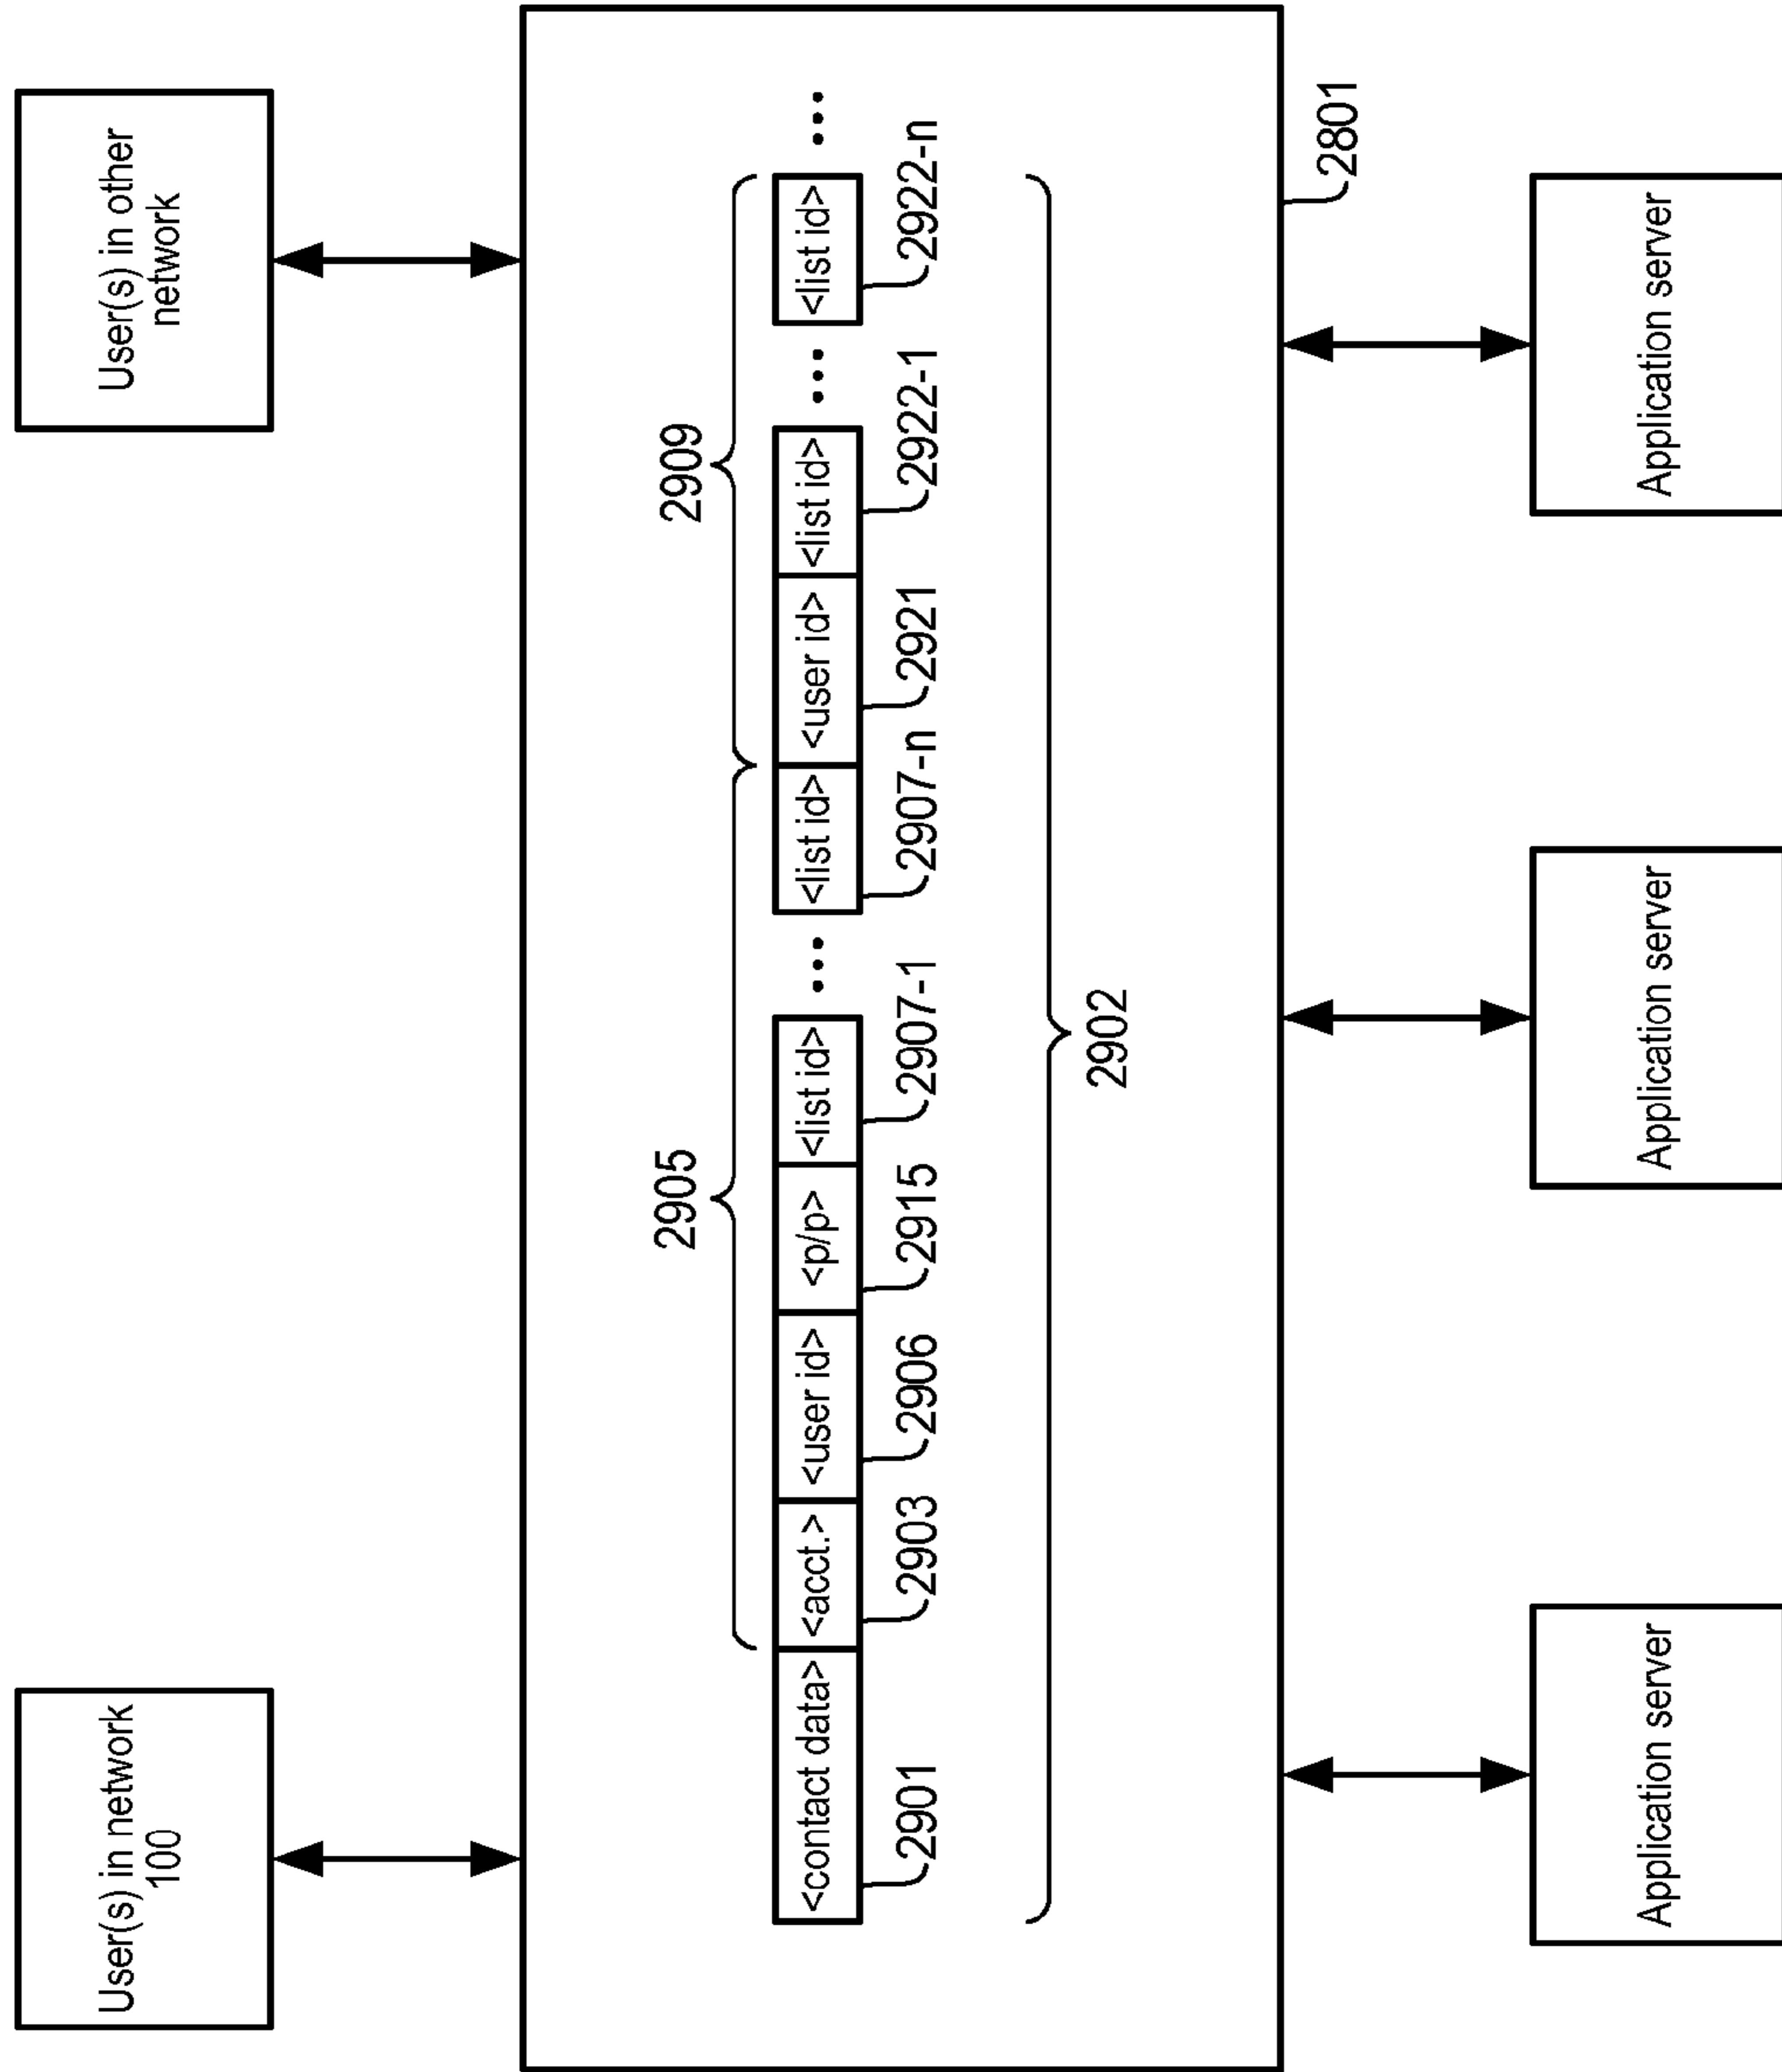 User(s) in network
100
User(s) in other
network
2905
2909
<contact data> <acct.> <user id> <p/p> <list id> ... <list id> <user id> <list id> ... <list id> ...
2901 2903 2906 2915 2907-1 2907-n 2921 2922-1 2922-n
2902
2801
Application server
Application server
Application server